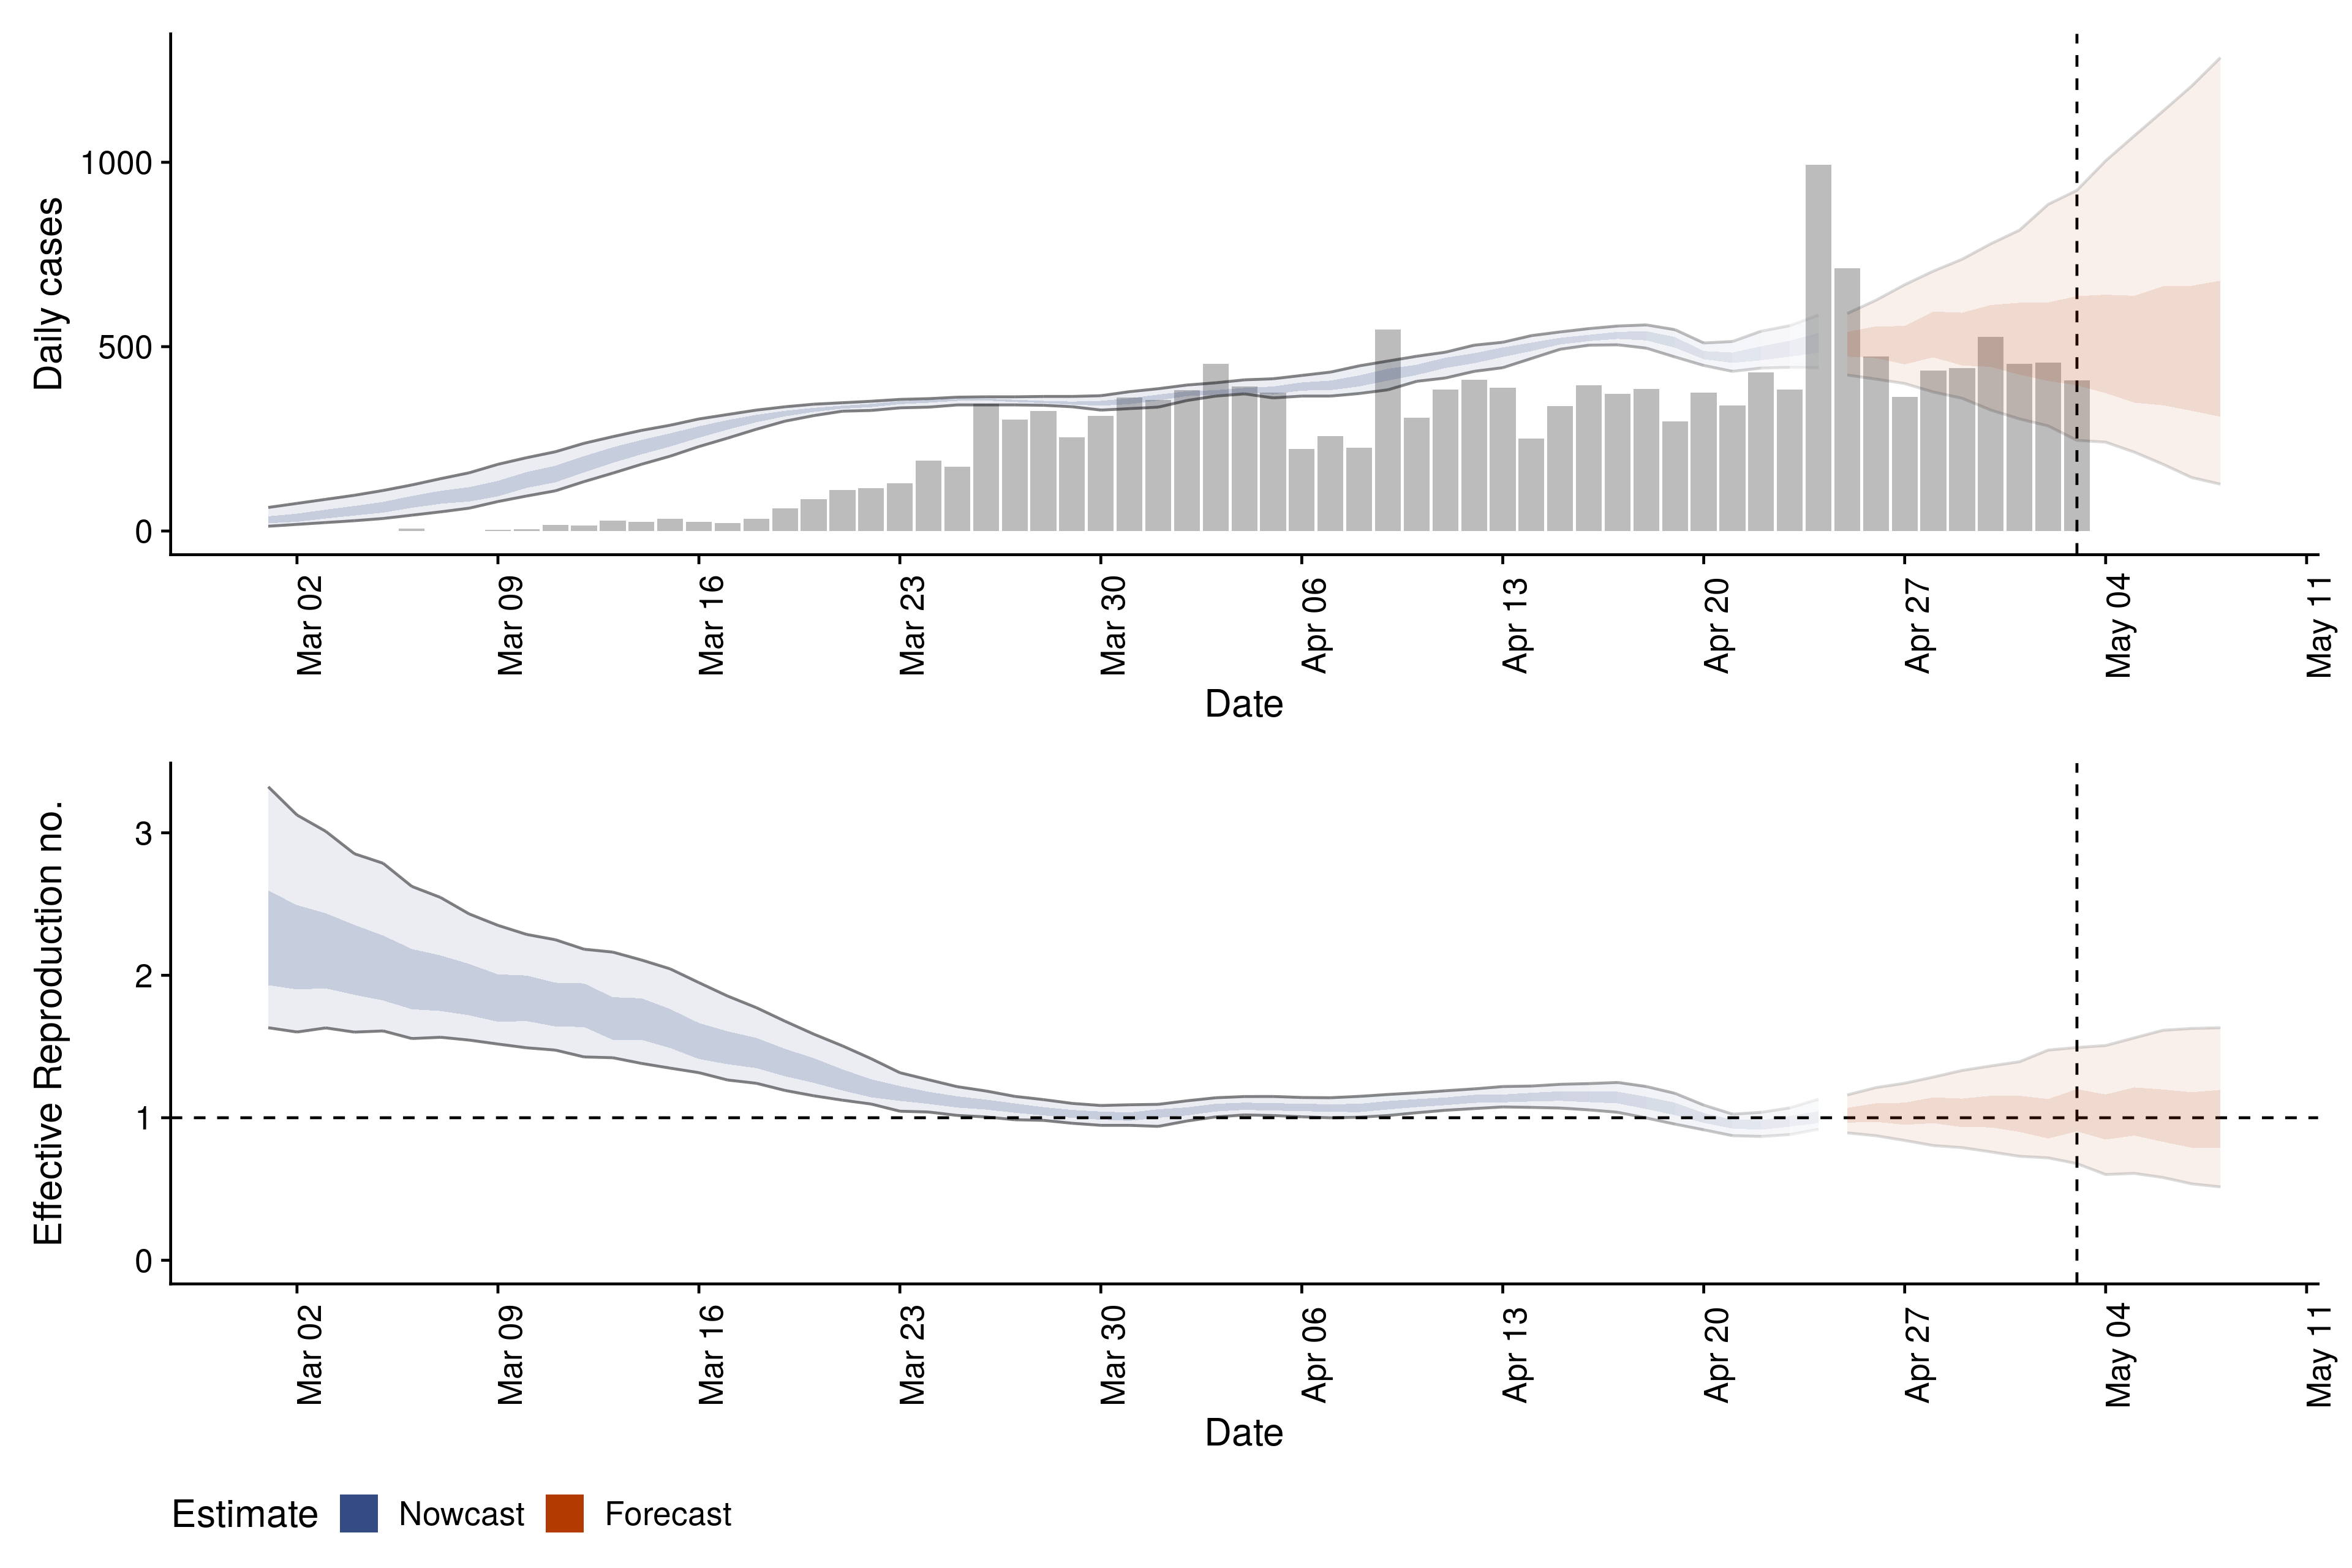 Daily cases
1000
500
0
Mar 02
Mar 09
Mar 16
Mar 23
Mar 30
Apr 06
Apr 13
Apr 20
Apr 27
May 04
May 11
Date
Effective Reproduction no.
3
2
1
0
Mar 02
Mar 09
Mar 16
Mar 23
Mar 30
Apr 06
Apr 13
Apr 20
Apr 27
May 04
May 11
Date
Estimate Nowcast Forecast